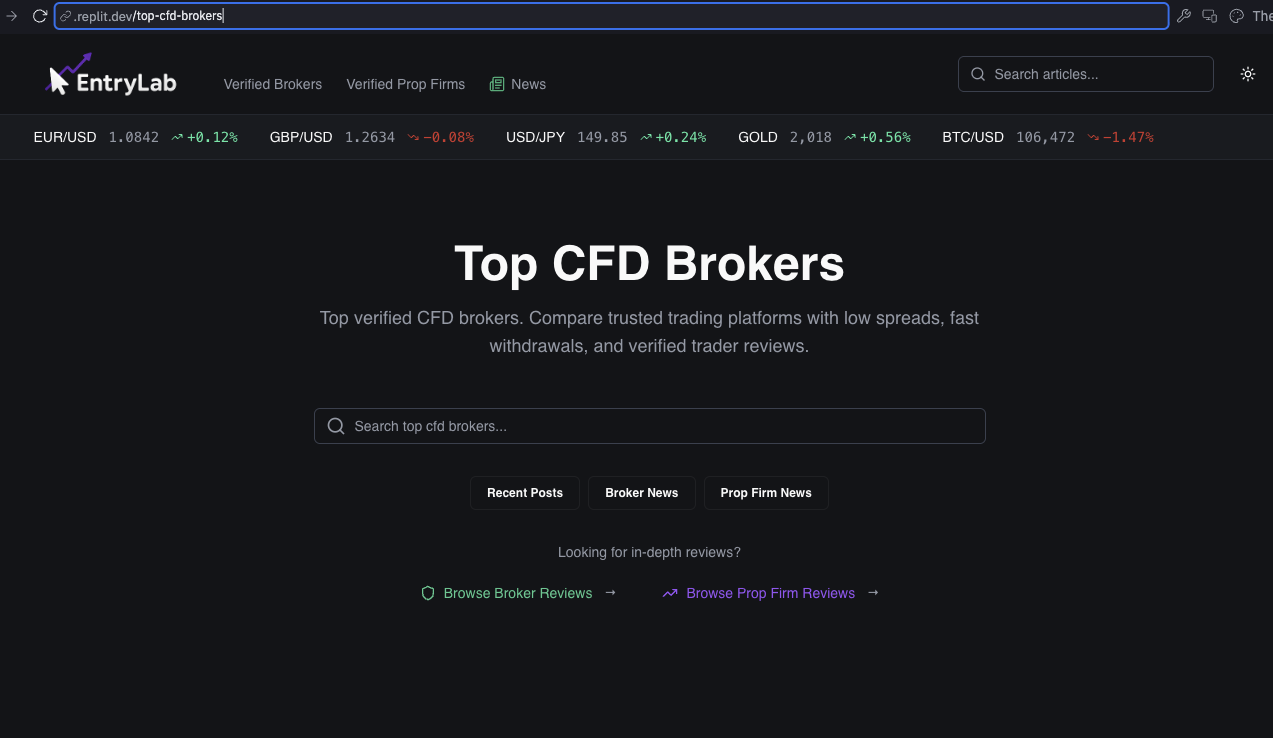 .replit.dev/top-cfd-brokers
The
EntryLab
Verified Brokers Verified Prop Firms News
Search articles...
EUR/USD 1.0842 +0.12% GBP/USD 1.2634 −0.08% USD/JPY 149.85 +0.24% GOLD 2,018 +0.56% BTC/USD 106,472 −1.47%
Top CFD Brokers
Top verified CFD brokers. Compare trusted trading platforms with low spreads, fast
withdrawals, and verified trader reviews.
Search top cfd brokers...
Recent Posts Broker News Prop Firm News
Looking for in-depth reviews?
Browse Broker Reviews → Browse Prop Firm Reviews →